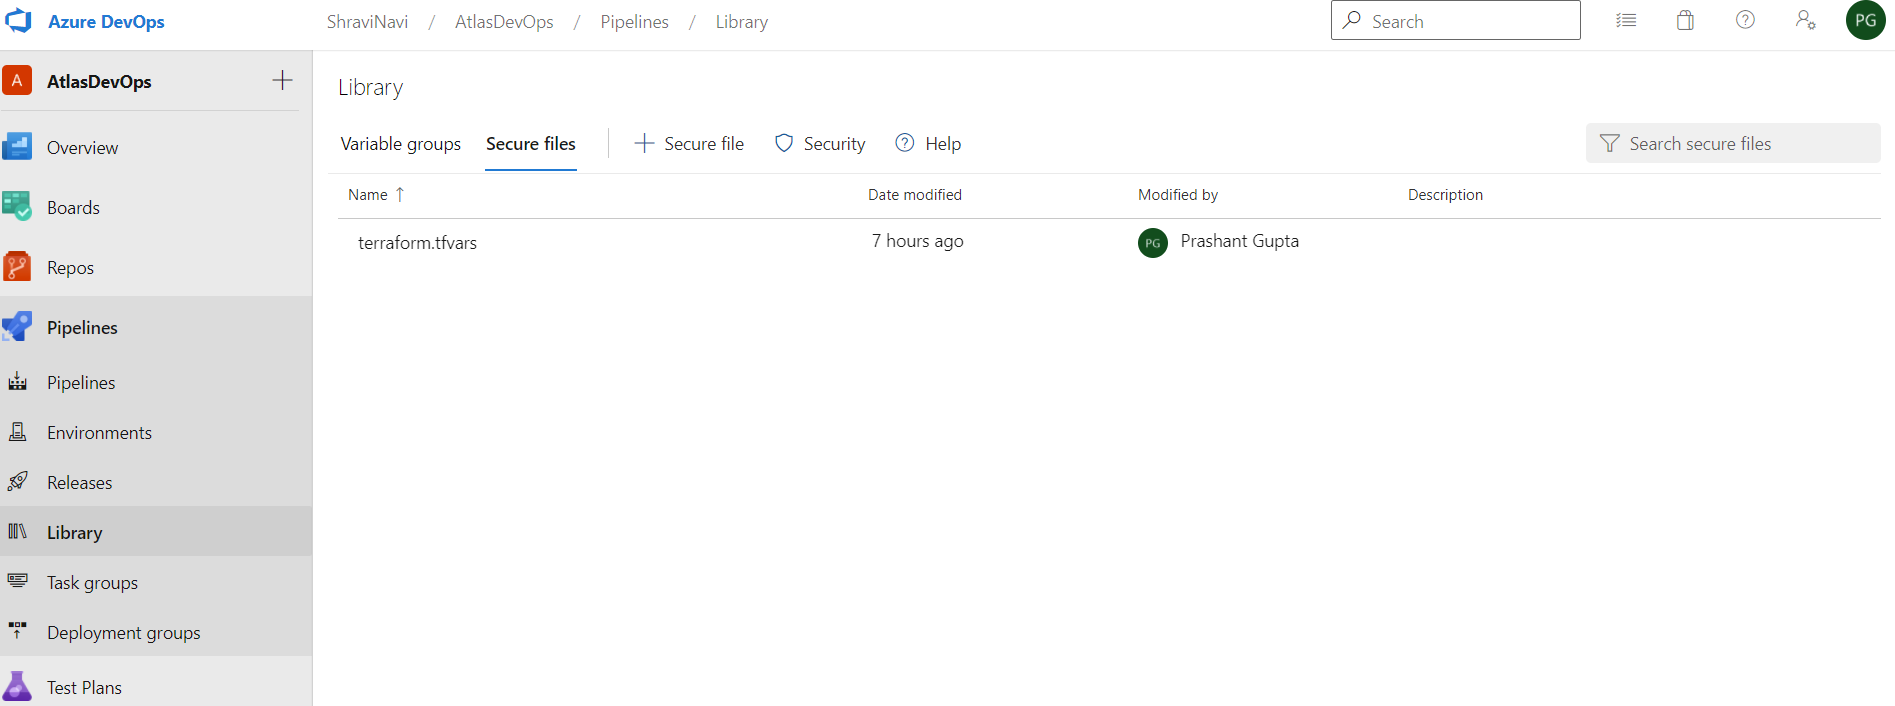 Azure DevOps
ShraviNavi / AtlasDevOps / Pipelines / Library
Search
PG
A AtlasDevOps
Overview
Boards
Repos
Pipelines
Pipelines
Environments
Releases
Library
Task groups
Deployment groups
Test Plans
Library
Variable groups Secure files Secure file Security Help
Search secure files
Name ↑ Date modified Modified by Description
terraform.tfvars 7 hours ago PG Prashant Gupta